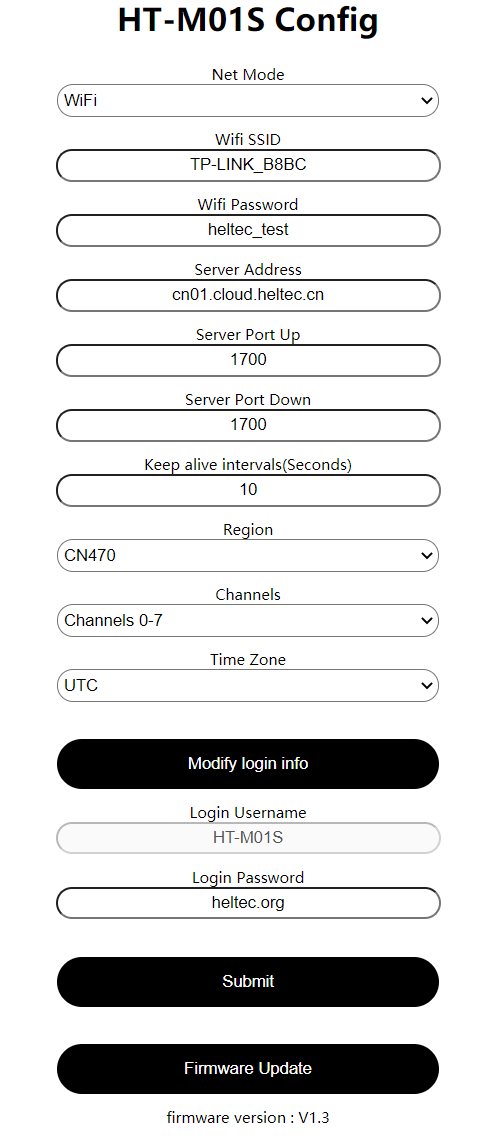 HT-M01S Config
Net Mode
WiFi
Wifi SSID
TP-LINK_B8BC
Wifi Password
heltec_test
Server Address
cn01.cloud.heltec.cn
Server Port Up
1700
Server Port Down
1700
Keep alive intervals(Seconds)
10
Region
CN470
Channels
Channels 0-7
Time Zone
UTC
Modify login info
Login Username
HT-M01S
Login Password
heltec.org
Submit
Firmware Update
firmware version : V1.3